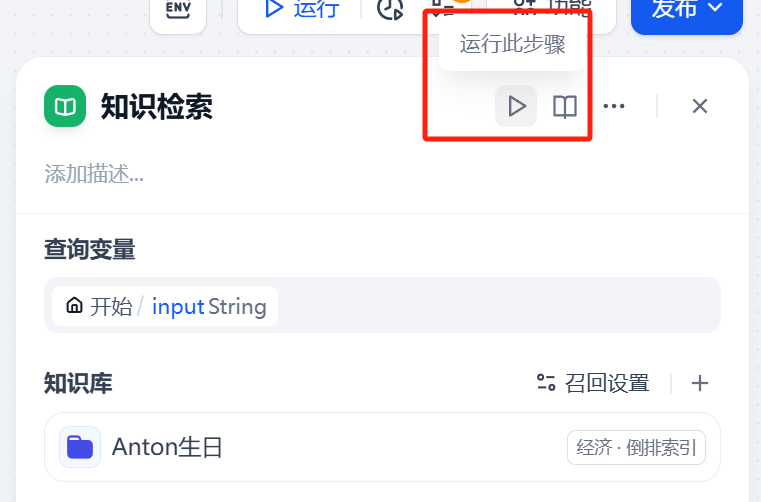 ENV
运行
功能
发布
运行此步骤
知识检索
添加描述...
查询变量
开始 / input String
知识库
召回设置
Anton生日
经济 · 倒排索引